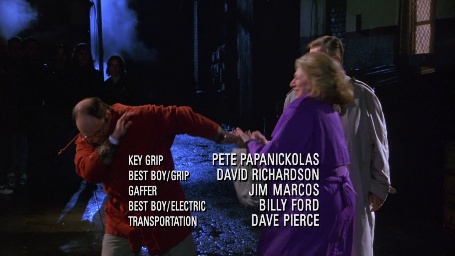 KEY GRIP PETE PAPANICKOLAS
BEST BOY/GRIP DAVID RICHARDSON
GAFFER JIM MARCOS
BEST BOY/ELECTRIC BILLY FORD
TRANSPORTATION DAVE PIERCE